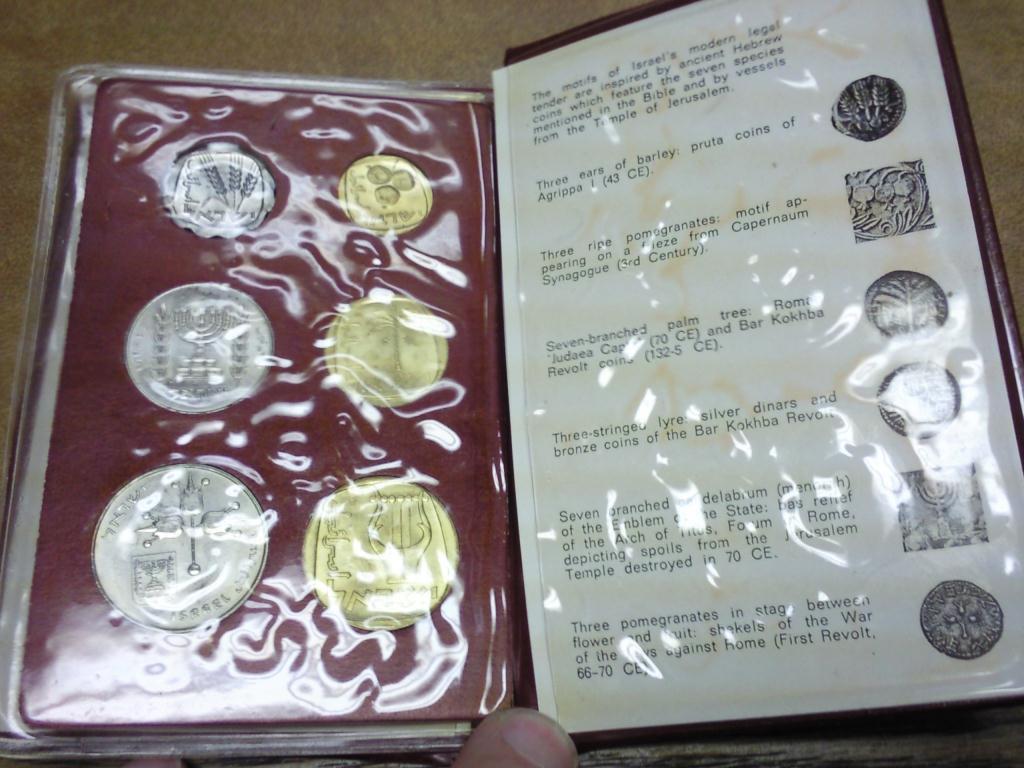 The motifs of Israel's modern legal
tender are inspired by ancient Hebrew
coins which feature the seven species
mentioned in the Bible and by vessels
from the Temple of Jerusalem.
Three ears of barley: pruta coins of
Agrippa I (43 CE).
Three ripe pomegranates: motif ap-
pearing on a frieze from Capernaum
Synagogue (3rd Century).
Seven-branched palm tree: Roman
'Judaea Capta' (70 CE) and Bar Kokhba
Revolt coins (132-5 CE).
Three-stringed lyre: silver dinars and
bronze coins of the Bar Kokhba Revolt
Seven branched (menorah)
of the Emblem of the State: bas relief
of the Arch of Titus, Forum Rome,
depicting spoils from the Jerusalem
Temple destroyed in 70 CE.
Three pomegranates in stage between
flower and fruit: shekels of the War
of the Jews against Rome (First Revolt,
66-70 CE).
ישראל
ISRAEL